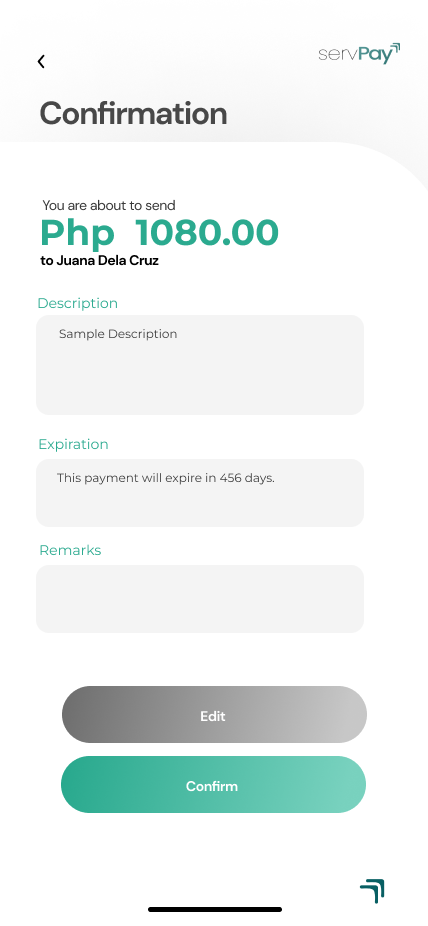 servPay
Confirmation
You are about to send
Php 1080.00
to Juana Dela Cruz
Description
Sample Description
Expiration
This payment will expire in 456 days.
Remarks
Edit
Confirm